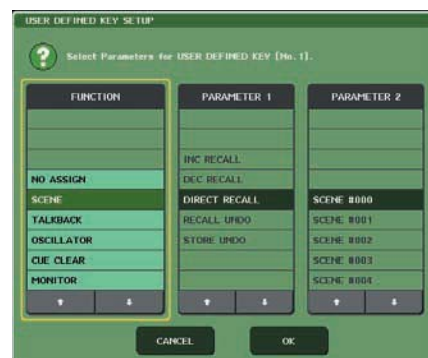 USER DEFINED KEY SETUP
Select Parameters for USER DEFINED KEY [No. 1].
FUNCTION
NO ASSIGN
SCENE
TALKBACK
OSCILLATOR
CUE CLEAR
MONITOR
PARAMETER 1
INC RECALL
DEC RECALL
DIRECT RECALL
RECALL UNDO
STORE UNDO
PARAMETER 2
SCENE #000
SCENE #001
SCENE #002
SCENE #003
SCENE #004
CANCEL
OK